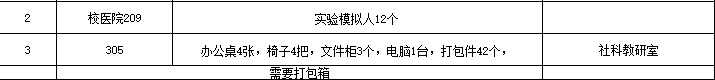 2 校医院209 实验模拟人12个
3 305 办公桌4张，椅子4把，文件柜3个，电脑1台，打包件42个， 社科教研室
需要打包箱